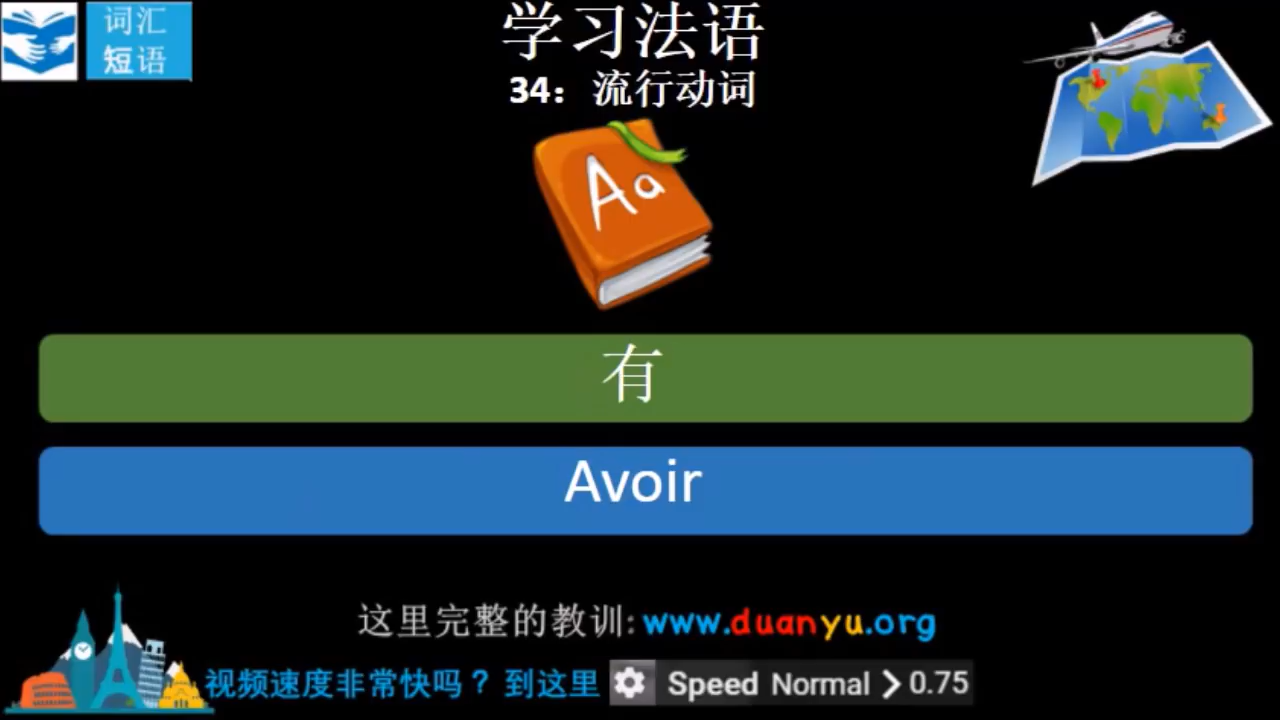 词汇
短语
学习法语
34：流行动词
Aa
有
Avoir
这里完整的教训: www.duanyu.org
视频速度非常快吗？ 到这里 Speed Normal > 0.75